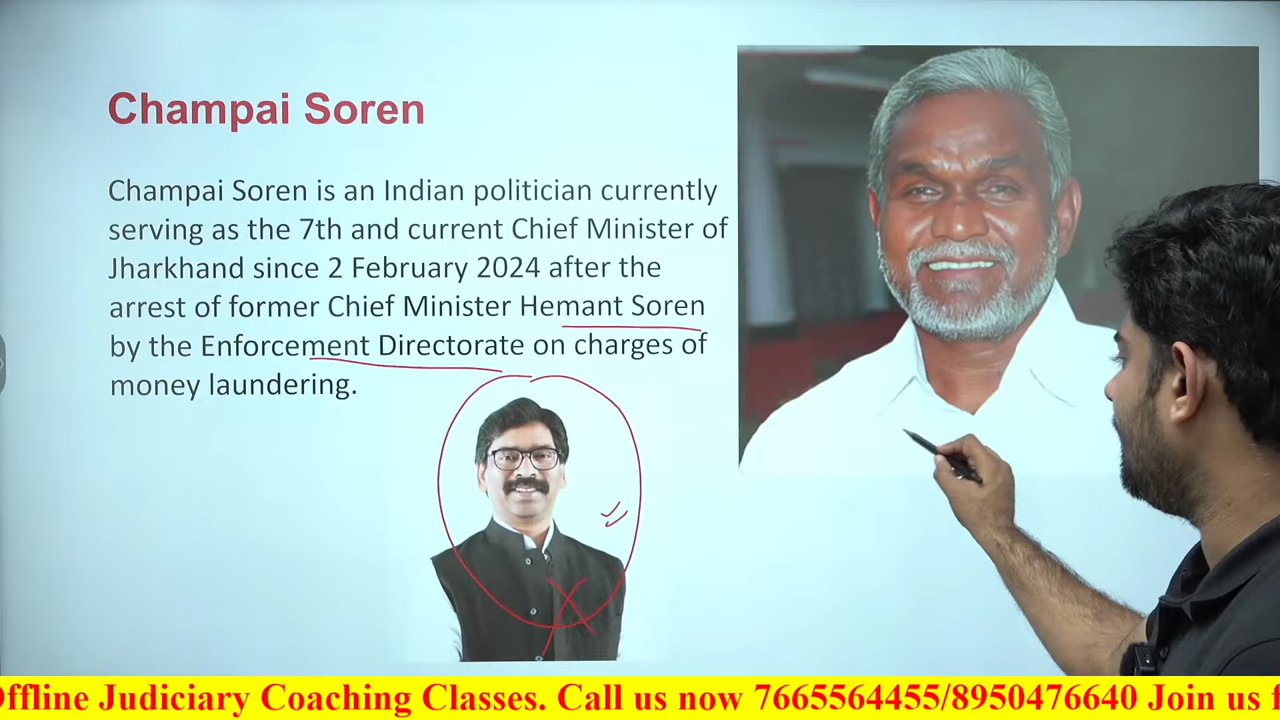 Champai Soren
Champai Soren is an Indian politician currently
serving as the 7th and current Chief Minister of
Jharkhand since 2 February 2024 after the
arrest of former Chief Minister Hemant Soren
by the Enforcement Directorate on charges of
money laundering.
Offline Judiciary Coaching Classes. Call us now 7665564455/8950476640 Join us f